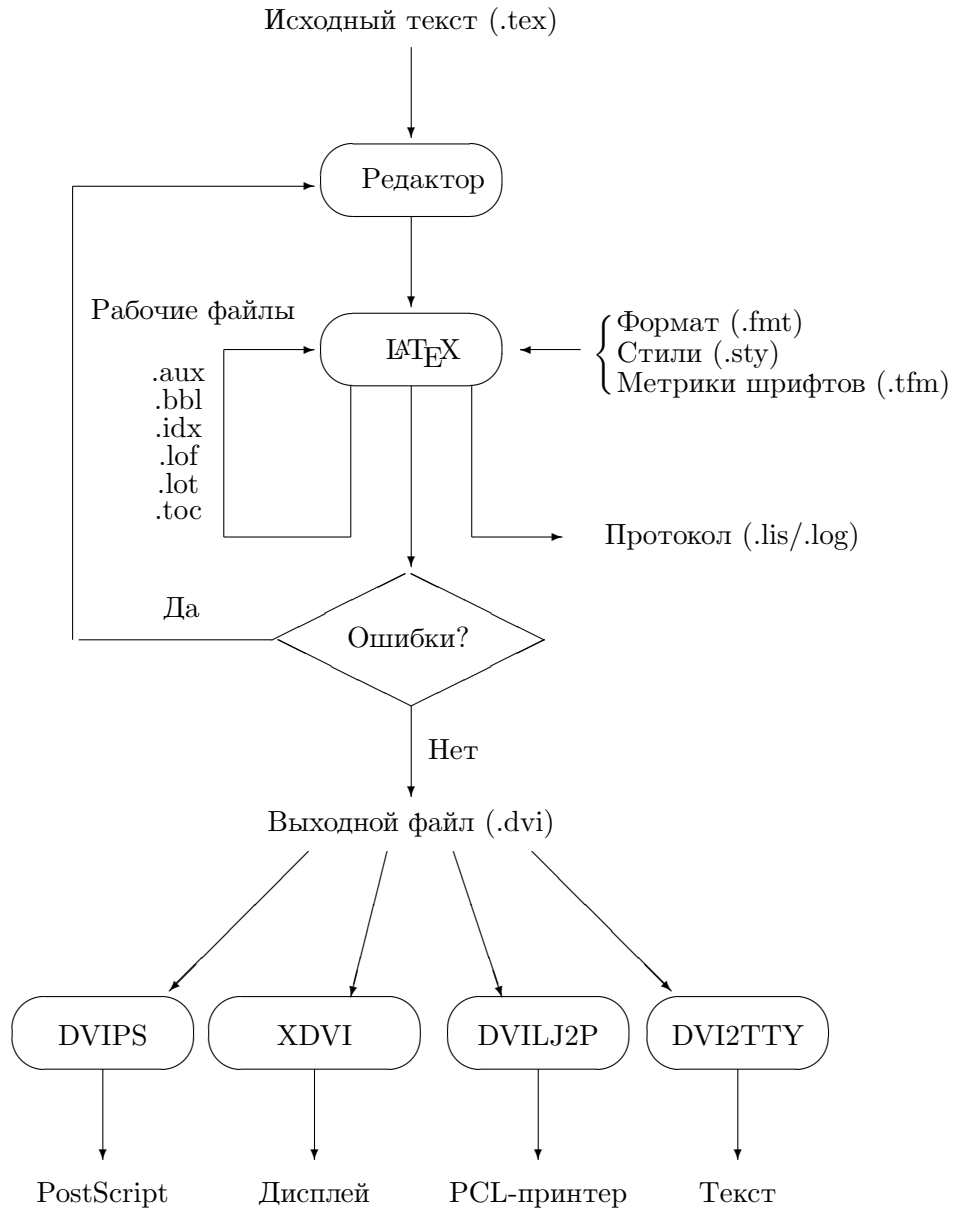 Исходный текст (.tex)
Редактор
Рабочие файлы
LATEX
Формат (.fmt)
Стили (.sty)
Метрики шрифтов (.tfm)
.aux
.bbl
.idx
.lof
.lot
.toc
Протокол (.lis/.log)
Да
Ошибки?
Нет
Выходной файл (.dvi)
DVIPS
XDVI
DVILJ2P
DVI2TTY
PostScript
Дисплей
PCL-принтер
Текст